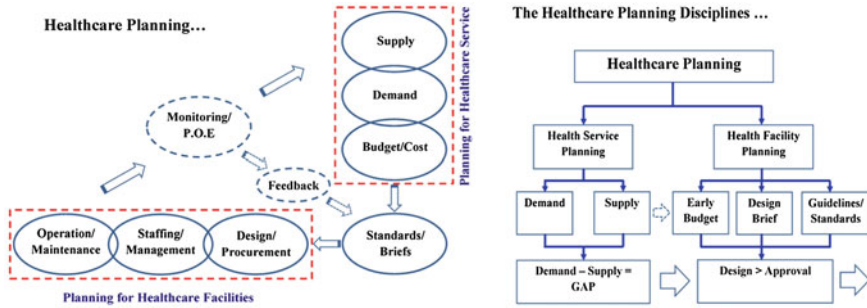 Healthcare Planning...
Supply
Demand
Budget/Cost
Planning for Healthcare Service
Monitoring/
P.O.E
Feedback
Operation/
Maintenance
Staffing/
Management
Design/
Procurement
Standards/
Briefs
Planning for Healthcare Facilities
The Healthcare Planning Disciplines ...
Healthcare Planning
Health Service
Planning
Health Facility
Planning
Demand
Supply
Early
Budget
Design
Brief
Guidelines/
Standards
Demand – Supply =
GAP
Design > Approval